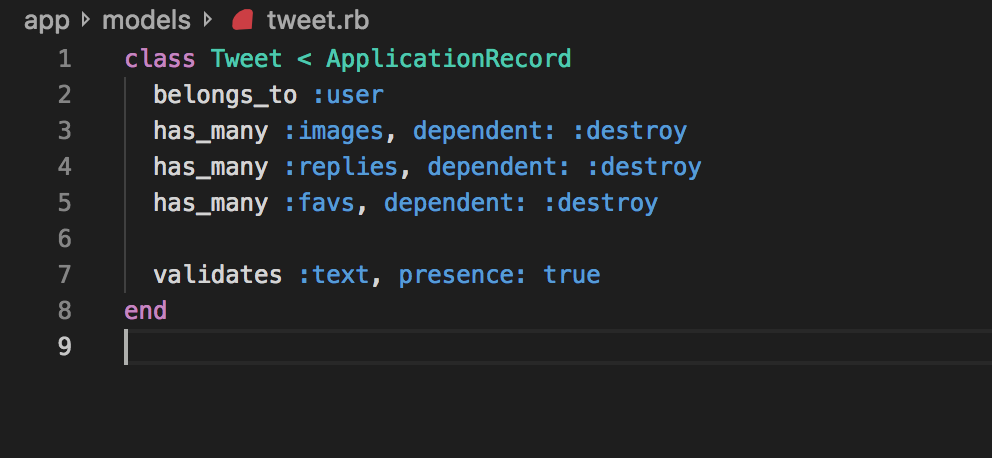 app models tweet.rb
1 class Tweet < ApplicationRecord
2 belongs_to :user
3 has_many :images, dependent: :destroy
4 has_many :replies, dependent: :destroy
5 has_many :favs, dependent: :destroy
6
7 validates :text, presence: true
8 end
9